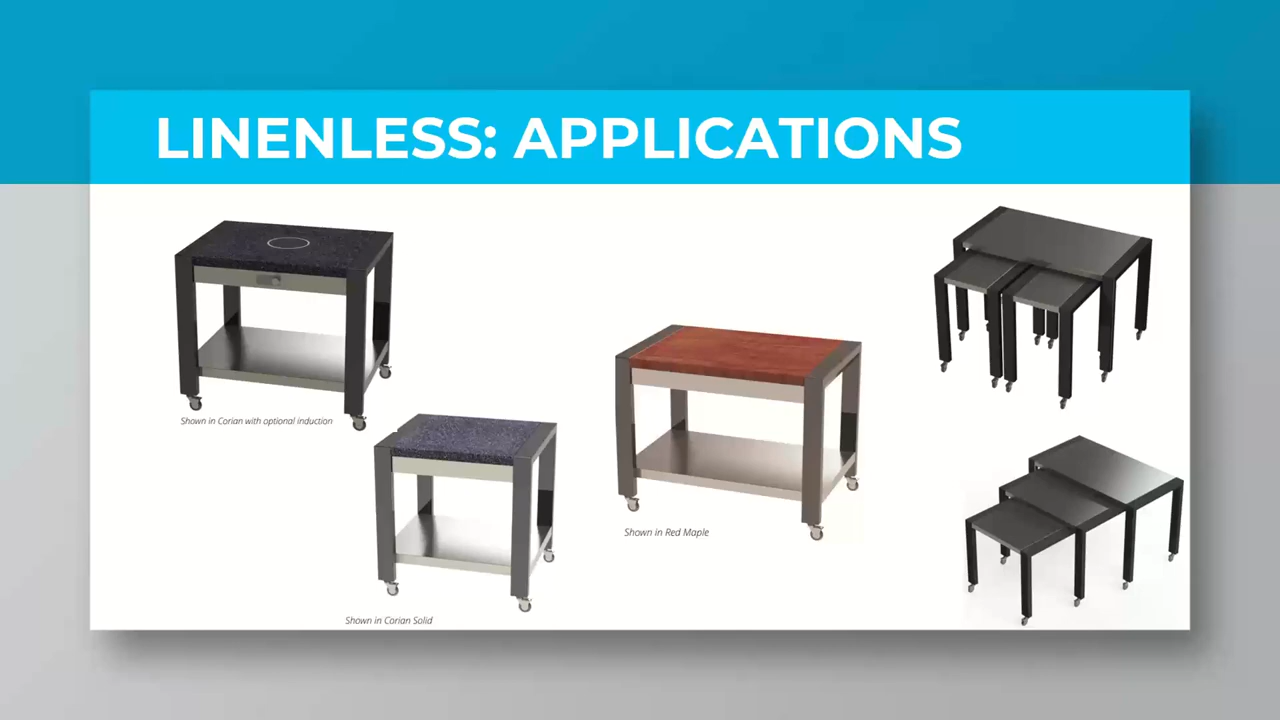 LINENLESS: APPLICATIONS
Shown in Corian with optional induction
Shown in Red Maple
Shown in Corian Solid